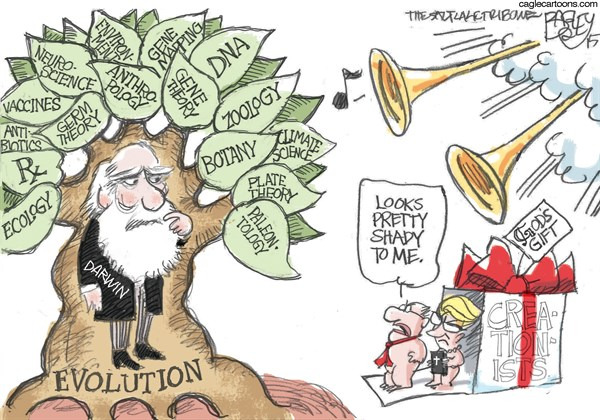 caglecartoons.com
THE SALT LAKE TRIBUNE
BAGLEY
ENVIRON-
MENT
GENE
MAPPING
DNA
NEURO-
SCIENCE
ANTHRO
POLOGY
GENE
THEORY
ZOOLOGY
VACCINES
GERM
THEORY
ANTI-
BIOTICS
BOTANY
CLIMATE
SCIENCE
Rx
PLATE
THEORY
ECOLOGY
PALEON-
TOLOGY
DARWIN
EVOLUTION
LOOKS
PRETTY
SHADY
TO ME.
GOD'S
GIFT
CREA-
TION-
ISTS